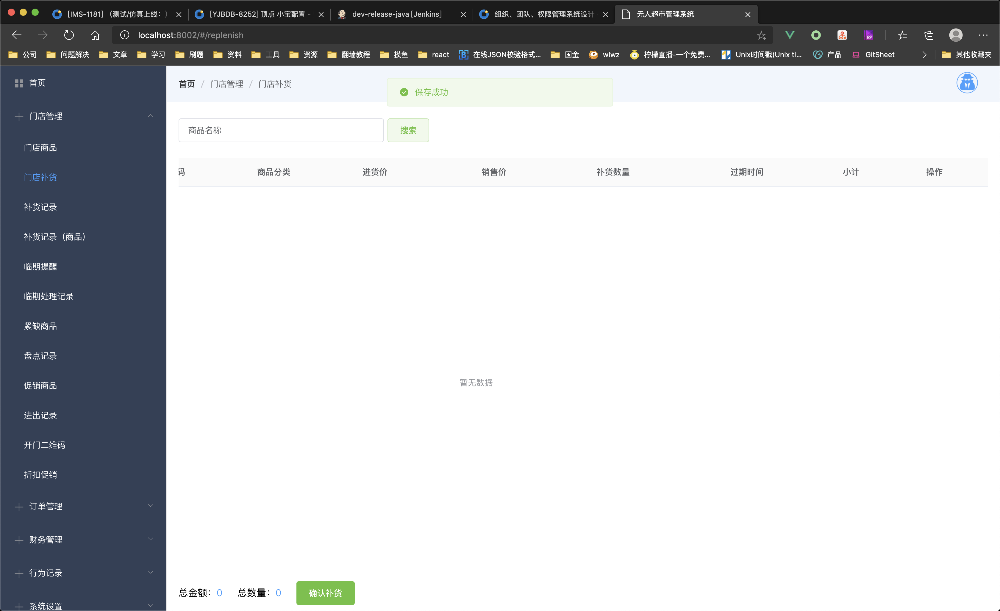 [IMS-1181] （测试/仿真上线：）
[YJBDB-8252] 顶点 小宝配置 -
dev-release-java [Jenkins]
组织、团队、权限管理系统设计
无人超市管理系统
localhost:8002/#/replenish
公司 问题解决 文章 学习 刷题 资料 工具 资源 翻墙教程 摸鱼 react 在线JSON校验格式... 国金 wlwz 柠檬直播-一个免费... Unix时间戳(Unix ti... 产品 GitSheet 其他收藏夹
首页
门店管理
门店商品
门店补货
补货记录
补货记录（商品）
临期提醒
临期处理记录
紧缺商品
盘点记录
促销商品
进出记录
开门二维码
折扣促销
订单管理
财务管理
行为记录
系统设置
首页 / 门店管理 / 门店补货
保存成功
商品名称 搜索
码 商品分类 进货价 销售价 补货数量 过期时间 小计 操作
暂无数据
总金额：0 总数量：0 确认补货